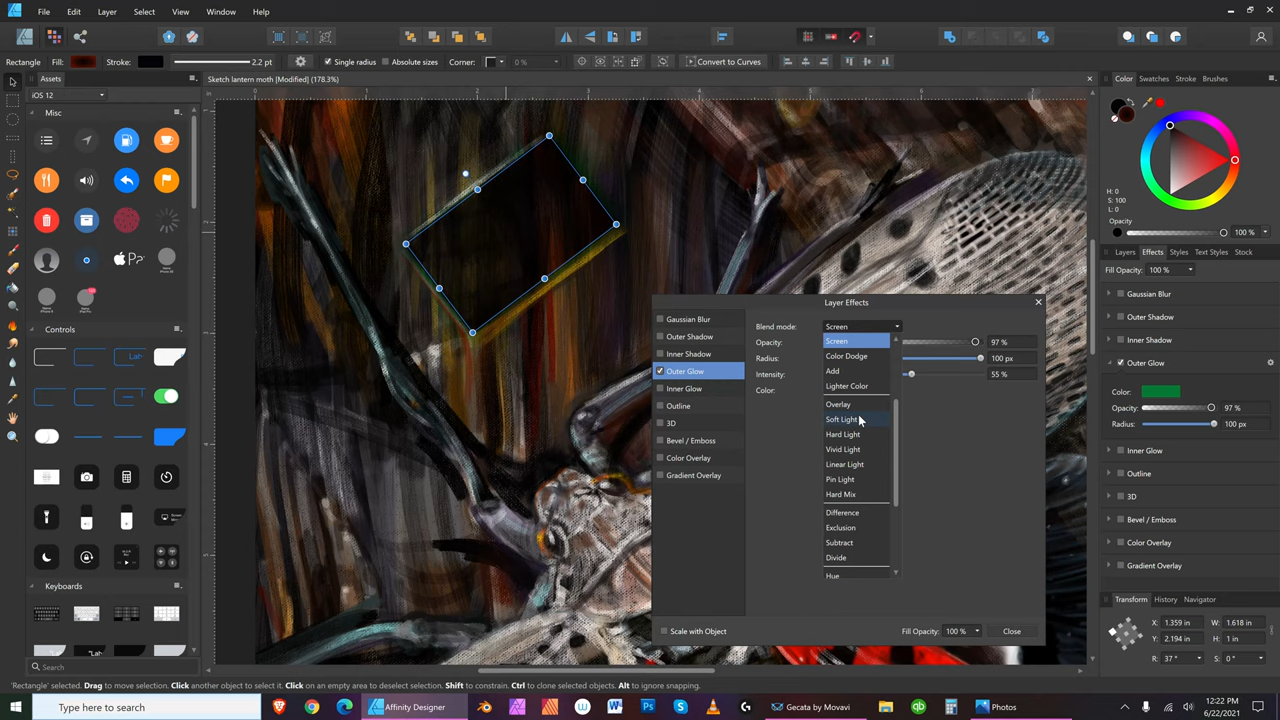 File Edit Layer Select View Window Help
Rectangle Fill: Stroke: 2.2 pt Single radius Absolute sizes Corner: 0 % Convert to Curves
Assets
Sketch lantern moth [Modified] (178.3%)
iOS 12
Misc
Controls
Keyboards
Search
Layer Effects
Gaussian Blur
Outer Shadow
Inner Shadow
Outer Glow
Inner Glow
Outline
3D
Bevel / Emboss
Color Overlay
Gradient Overlay
Blend mode: Screen
Opacity: 97 %
Radius: 100 px
Intensity: 55 %
Color:
Screen
Color Dodge
Add
Lighter Color
Overlay
Soft Light
Hard Light
Vivid Light
Linear Light
Pin Light
Hard Mix
Difference
Exclusion
Subtract
Divide
Hue
Scale with Object
Fill Opacity: 100 % Close
Color Swatches Stroke Brushes
H: 0
S: 100
L: 0
Opacity
100 %
Layers Effects Styles Text Styles Stock
Fill Opacity: 100 %
Gaussian Blur
Outer Shadow
Inner Shadow
Outer Glow
Color:
Opacity: 97 %
Radius: 100 px
Inner Glow
Outline
3D
Bevel / Emboss
Color Overlay
Gradient Overlay
Transform History Navigator
X: 1.359 in W: 1.618 in
Y: 2.194 in H: 1 in
R: 37 ° S: 0 °
'Rectangle' selected. Drag to move selection. Click another object to select it. Click on an empty area to deselect selection. Shift to constrain. Ctrl to clone selected objects. Alt to ignore snapping.
Type here to search
Affinity Designer
Gecata by Movavi
Photos
12:22 PM
6/22/2021